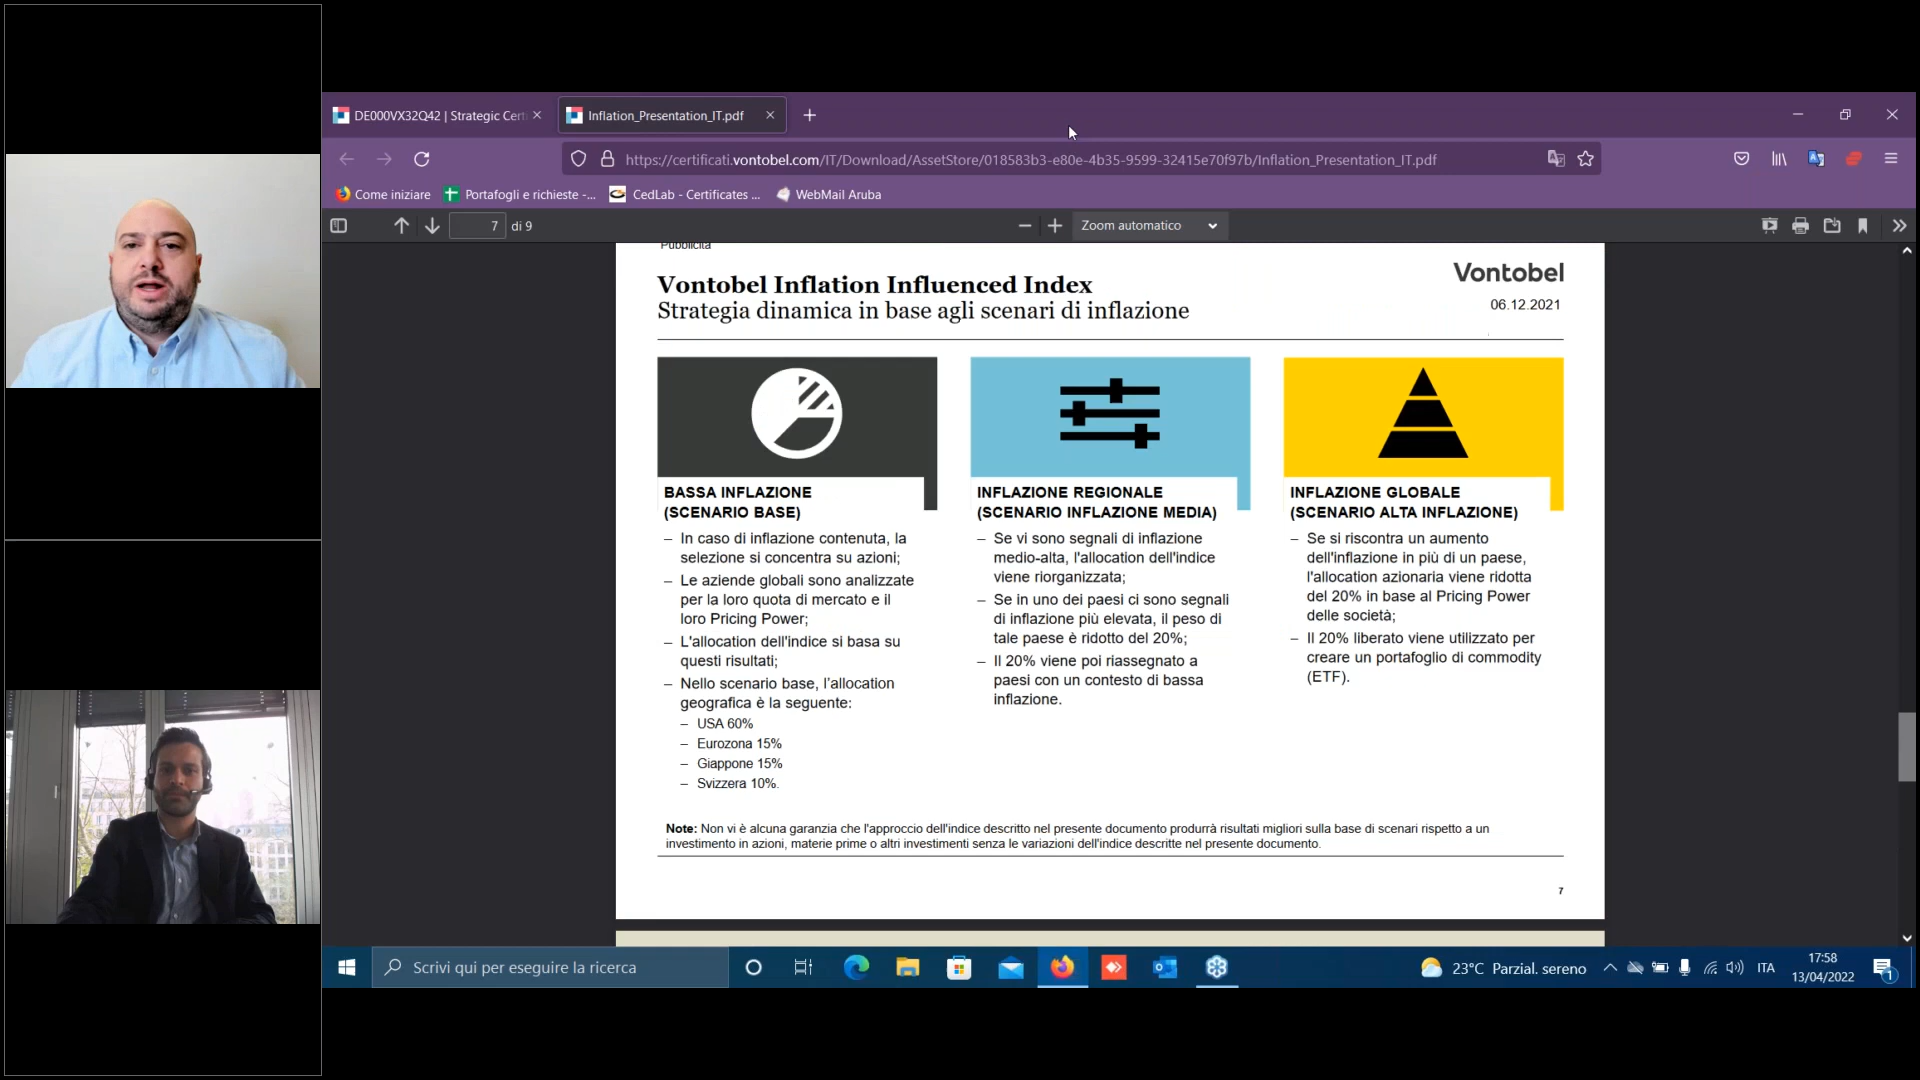 DE000VX32Q42 | Strategic Certi
Inflation_Presentation_IT.pdf
https://certificati.vontobel.com/IT/Download/AssetStore/018583b3-e80e-4b35-9599-32415e70f97b/Inflation_Presentation_IT.pdf
Come iniziare
Portafogli e richieste -...
CedLab - Certificates ...
WebMail Aruba
7 di 9
Zoom automatico
Pubblicità
Vontobel Inflation Influenced Index
Strategia dinamica in base agli scenari di inflazione
Vontobel
06.12.2021
BASSA INFLAZIONE
(SCENARIO BASE)
– In caso di inflazione contenuta, la
selezione si concentra su azioni;
– Le aziende globali sono analizzate
per la loro quota di mercato e il
loro Pricing Power;
– L'allocation dell'indice si basa su
questi risultati;
– Nello scenario base, l’allocation
geografica è la seguente:
– USA 60%
– Eurozona 15%
– Giappone 15%
– Svizzera 10%.
INFLAZIONE REGIONALE
(SCENARIO INFLAZIONE MEDIA)
– Se vi sono segnali di inflazione
medio-alta, l'allocation dell'indice
viene riorganizzata;
– Se in uno dei paesi ci sono segnali
di inflazione più elevata, il peso di
tale paese è ridotto del 20%;
– Il 20% viene poi riassegnato a
paesi con un contesto di bassa
inflazione.
INFLAZIONE GLOBALE
(SCENARIO ALTA INFLAZIONE)
– Se si riscontra un aumento
dell'inflazione in più di un paese,
l'allocation azionaria viene ridotta
del 20% in base al Pricing Power
delle società;
– Il 20% liberato viene utilizzato per
creare un portafoglio di commodity
(ETF).
Note: Non vi è alcuna garanzia che l'approccio dell'indice descritto nel presente documento produrrà risultati migliori sulla base di scenari rispetto a un
investimento in azioni, materie prime o altri investimenti senza le variazioni dell'indice descritte nel presente documento.
7
Scrivi qui per eseguire la ricerca
23°C Parzial. sereno
ITA
17:58
13/04/2022
1